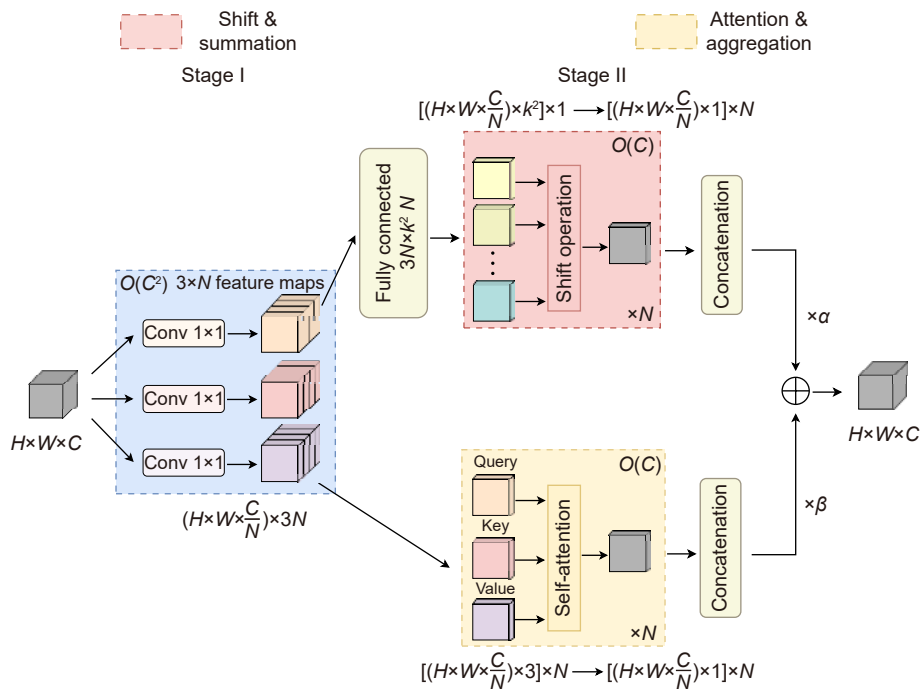 Shift &
summation
Attention &
aggregation
Stage I
Stage II
[(H×W×C/N)×k²]×1 → [(H×W×C/N)×1]×N
O(C)
Fully connected
3N×k² N
Shift operation
×N
Concatenation
O(C²) 3×N feature maps
Conv 1×1
Conv 1×1
Conv 1×1
H×W×C
(H×W×C/N)×3N
×α
H×W×C
×β
O(C)
Query
Key
Value
Self-attention
×N
Concatenation
[(H×W×C/N)×3]×N → [(H×W×C/N)×1]×N